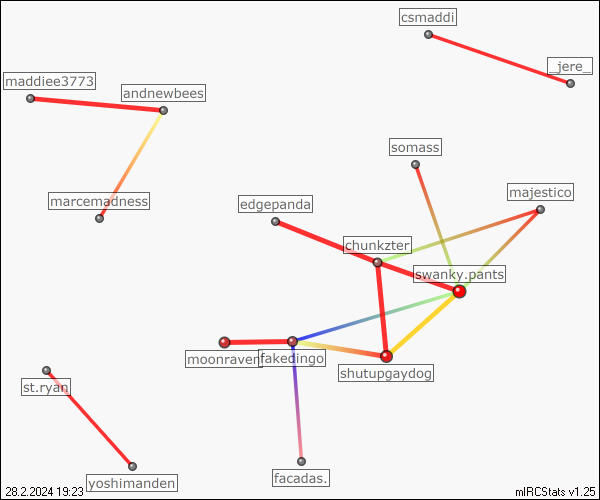 csmaddi
_jere_
maddiee3773
andnewbees
somass
majestico
marcemadness
edgepanda
chunkzter
swanky.pants
moonraven
fakedingo
shutupgaydog
st.ryan
yoshimanden
facadas.
28.2.2024 19:23
mIRCStats v1.25